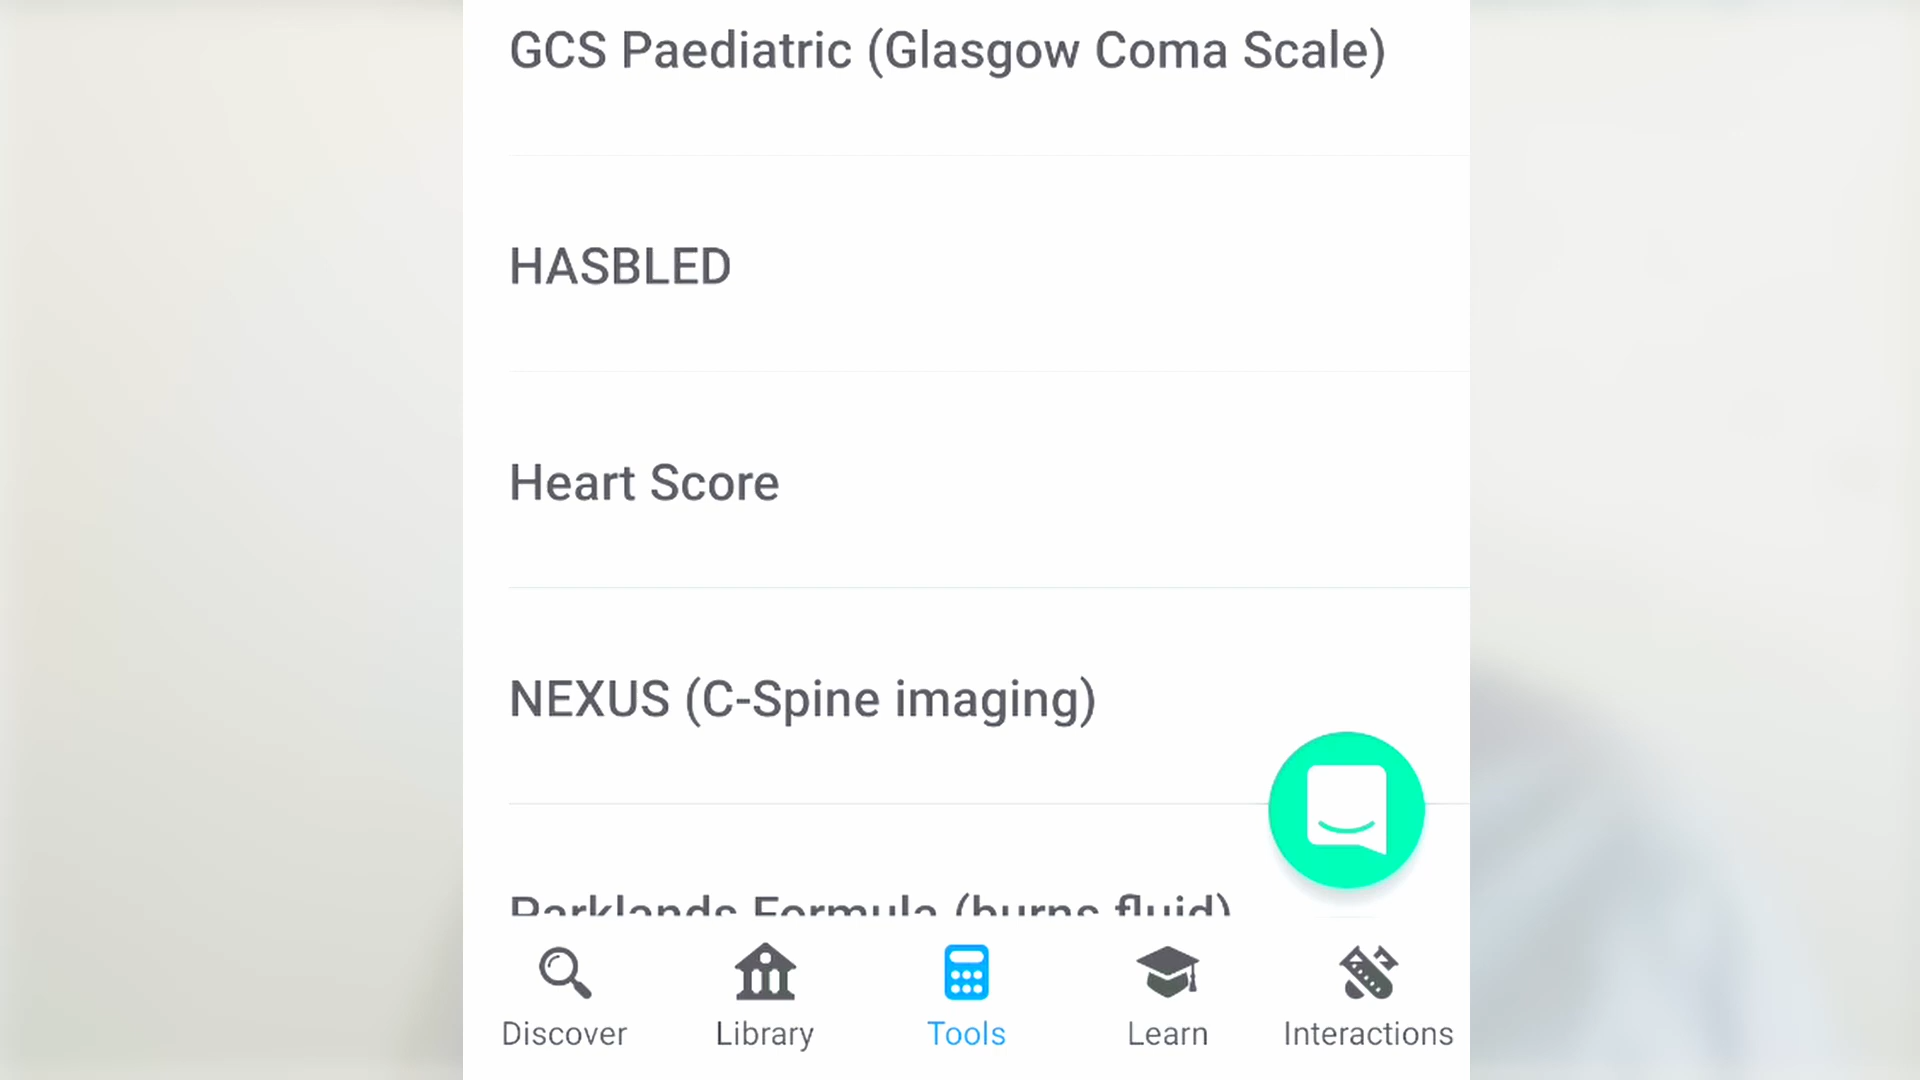 GCS Paediatric (Glasgow Coma Scale)
HASBLED
Heart Score
NEXUS (C-Spine imaging)
Parklands Formula (burns fluid)
Discover
Library
Tools
Learn
Interactions